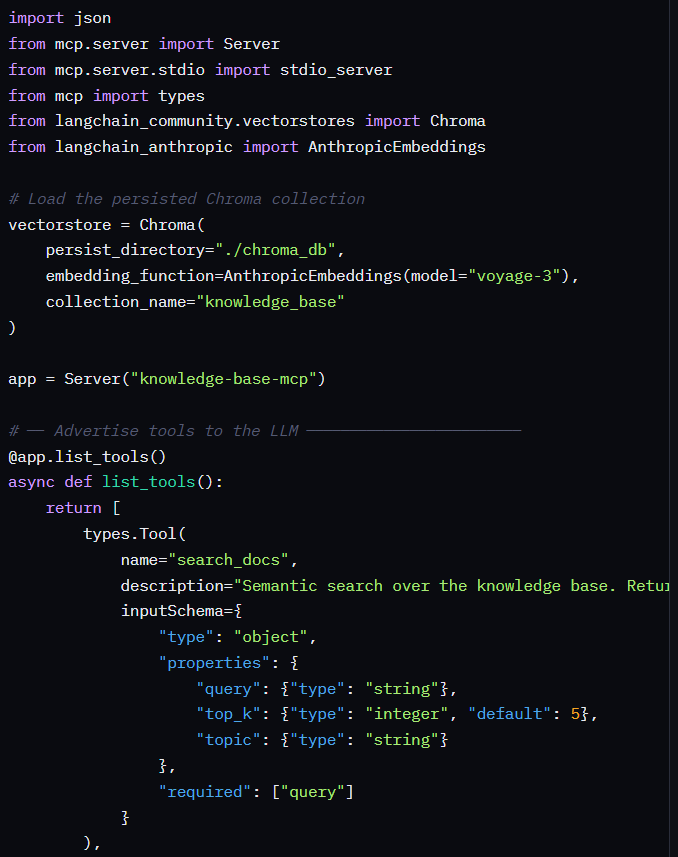 import json
from mcp.server import Server
from mcp.server.stdio import stdio_server
from mcp import types
from langchain_community.vectorstores import Chroma
from langchain_anthropic import AnthropicEmbeddings

# Load the persisted Chroma collection
vectorstore = Chroma(
    persist_directory="./chroma_db",
    embedding_function=AnthropicEmbeddings(model="voyage-3"),
    collection_name="knowledge_base"
)

app = Server("knowledge-base-mcp")

# ── Advertise tools to the LLM ───────────────────────
@app.list_tools()
async def list_tools():
    return [
        types.Tool(
            name="search_docs",
            description="Semantic search over the knowledge base.
            inputSchema={
                "type": "object",
                "properties": {
                    "query": {"type": "string"},
                    "top_k": {"type": "integer", "default": 5},
                    "topic": {"type": "string"}
                },
                "required": ["query"]
            }
        ),